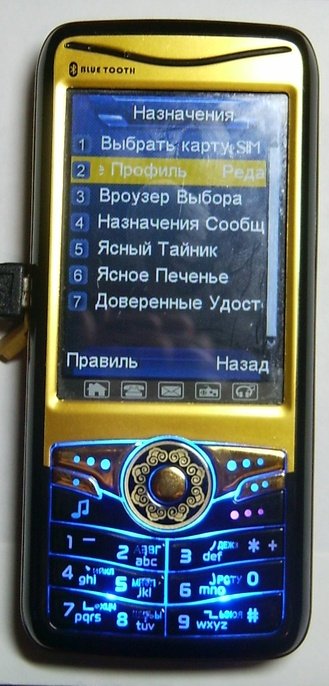 BLUE TOOTH
Назначения
1 Выбрать карту SIM
2 Профиль Реда
3 Вроузер Выбора
4 Назначения Сообщ
5 Ясный Тайник
6 Ясное Печенье
7 Доверенные Удост
Правиль Назад
1
2 АБВГ abc
3 ДЕЖ def
* +
4 ghi
5 jkl
6 РСТУ mno
0
7 pqrs
8 tuv
9 wxyz
#